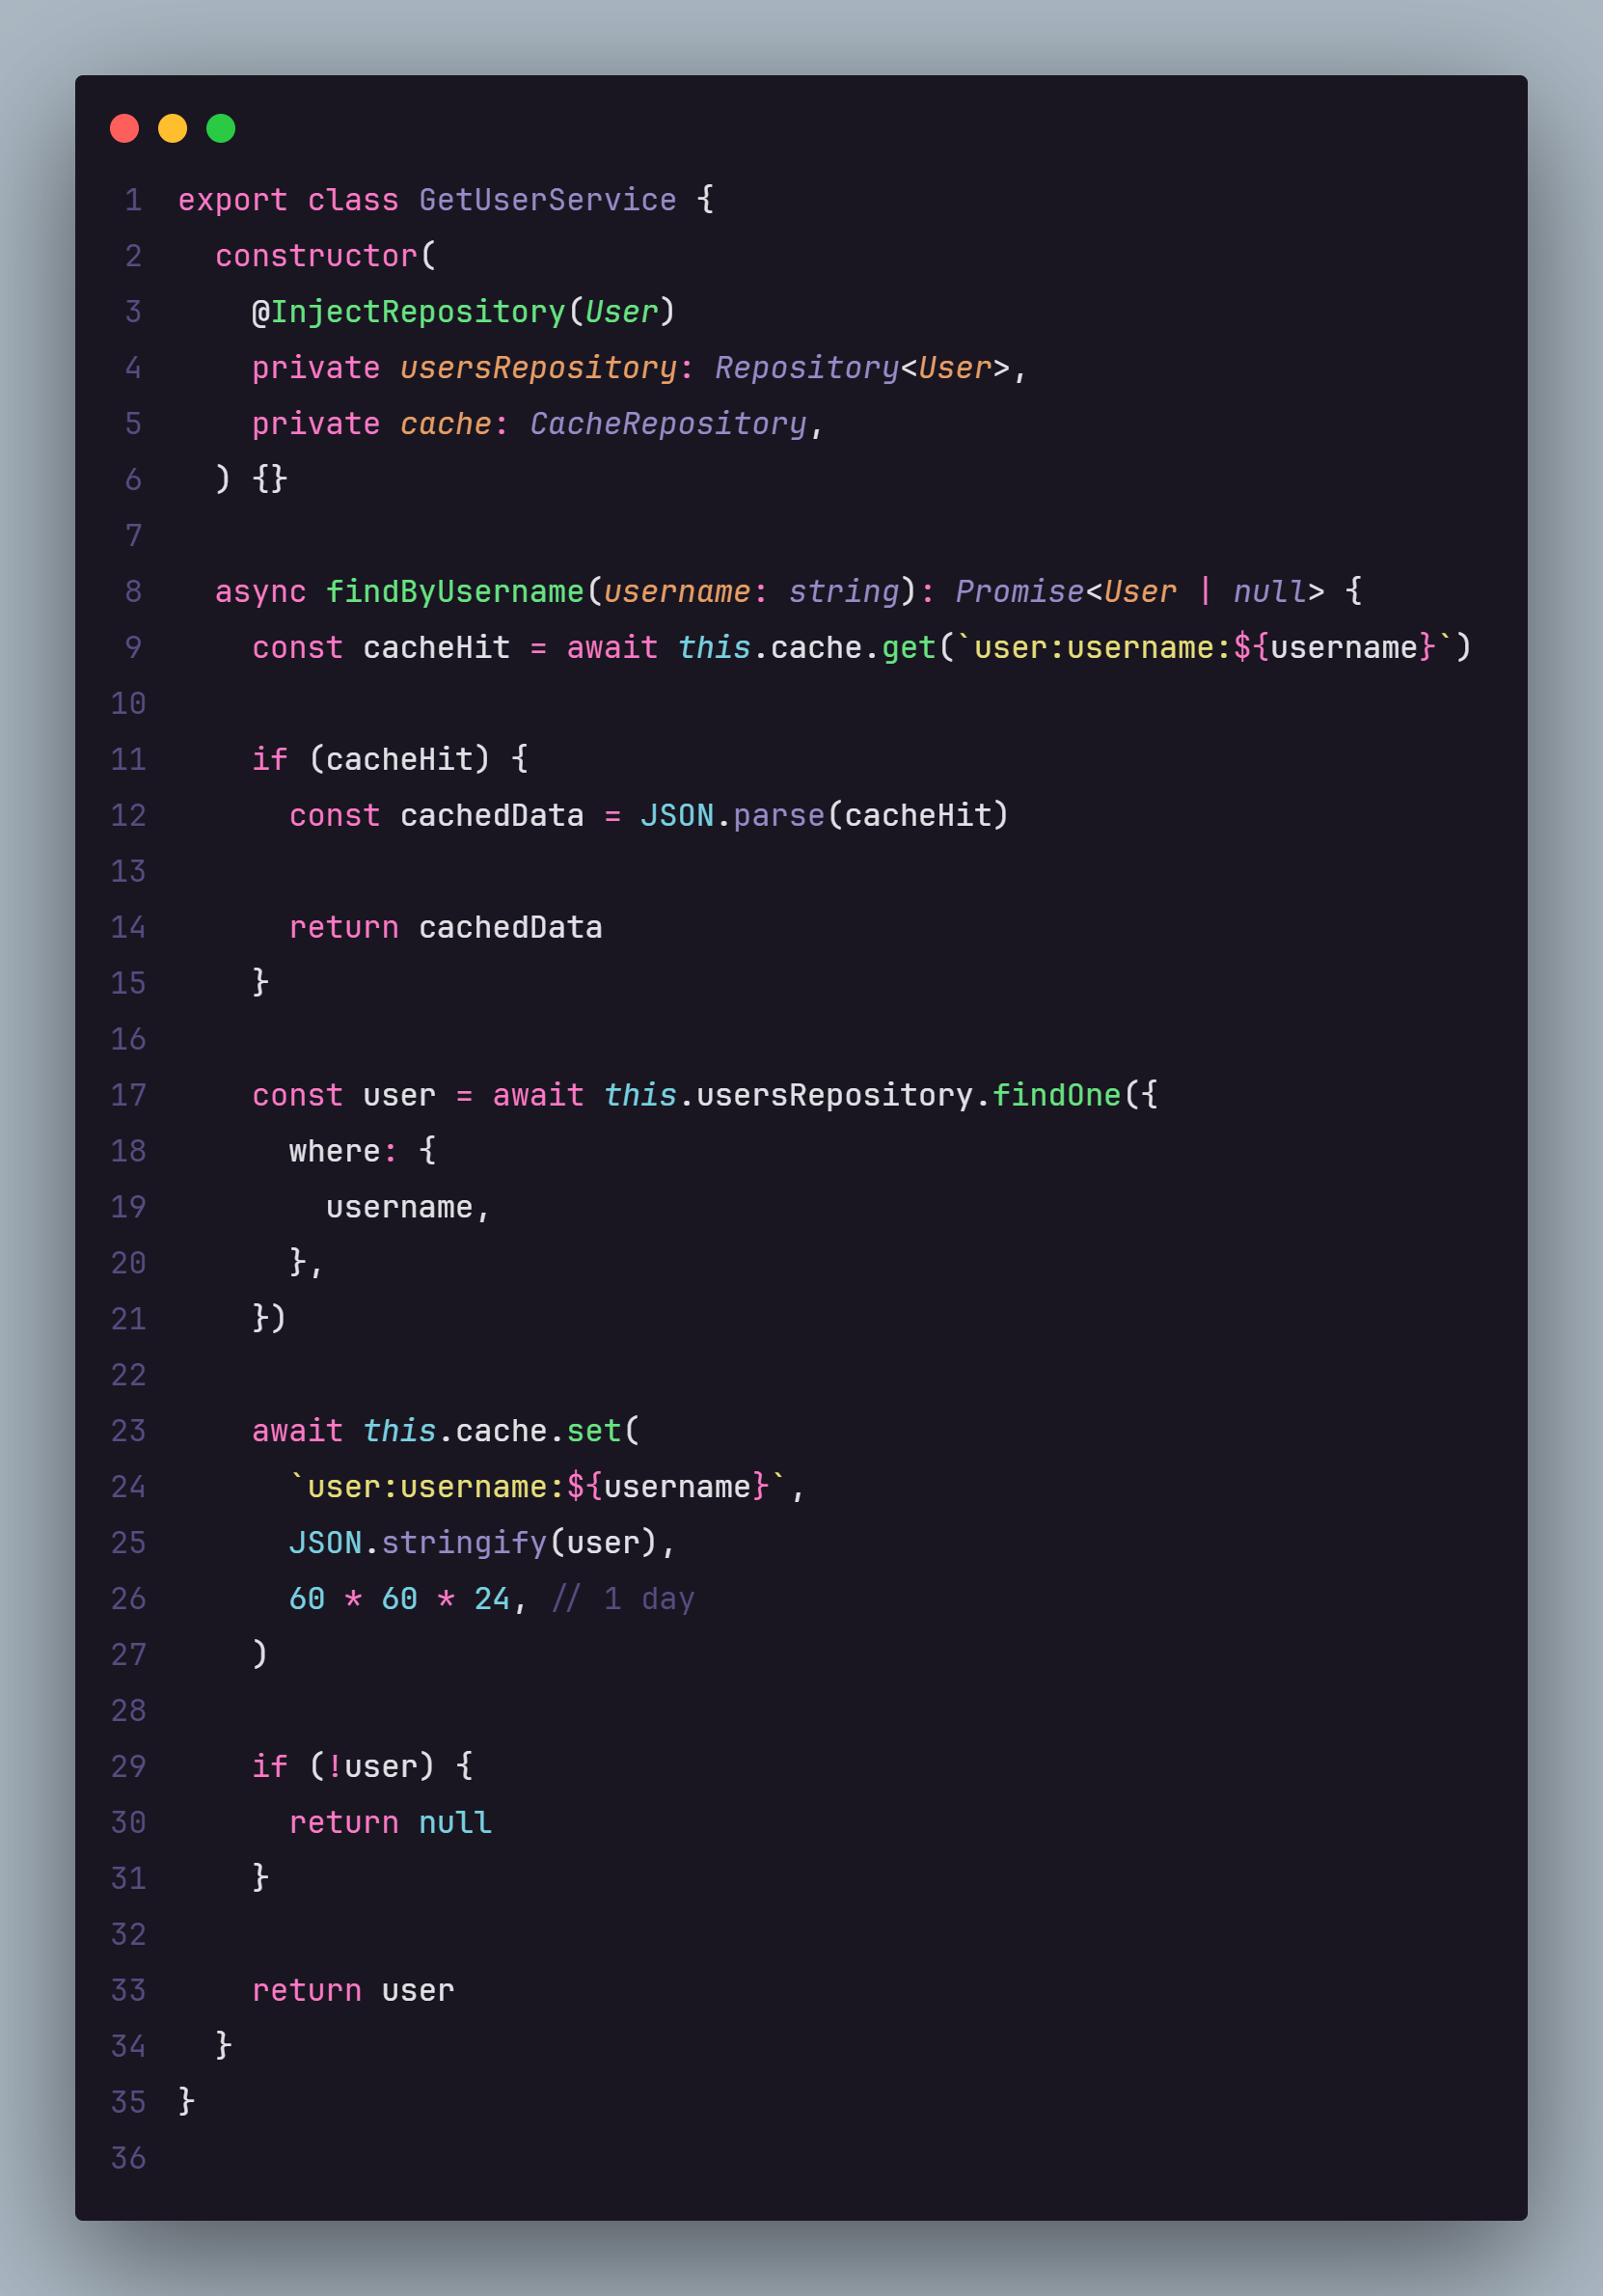 1 export class GetUserService {
2   constructor(
3     @InjectRepository(User)
4     private usersRepository: Repository<User>,
5     private cache: CacheRepository,
6   ) {}
7
8   async findByUsername(username: string): Promise<User | null> {
9     const cacheHit = await this.cache.get(`user:username:${username}`)
10
11     if (cacheHit) {
12       const cachedData = JSON.parse(cacheHit)
13
14       return cachedData
15     }
16
17     const user = await this.usersRepository.findOne({
18       where: {
19         username,
20       },
21     })
22
23     await this.cache.set(
24       `user:username:${username}`,
25       JSON.stringify(user),
26       60 * 60 * 24, // 1 day
27     )
28
29     if (!user) {
30       return null
31     }
32
33     return user
34   }
35 }
36